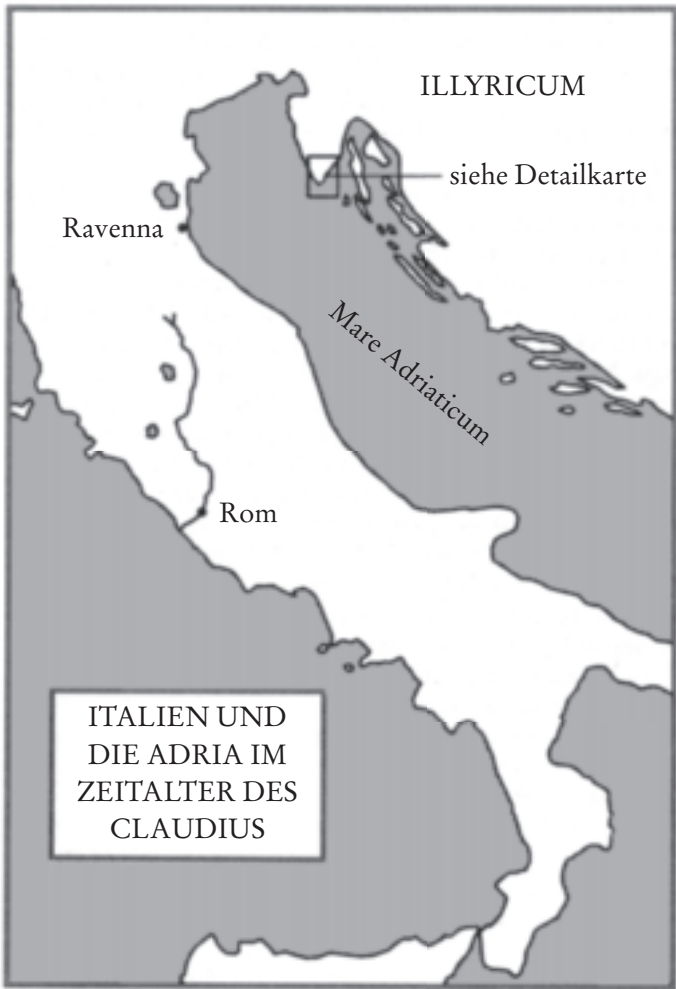 ILLYRICUM
siehe Detailkarte
Ravenna
Mare Adriaticum
Rom
ITALIEN UND
DIE ADRIA IM
ZEITALTER DES
CLAUDIUS